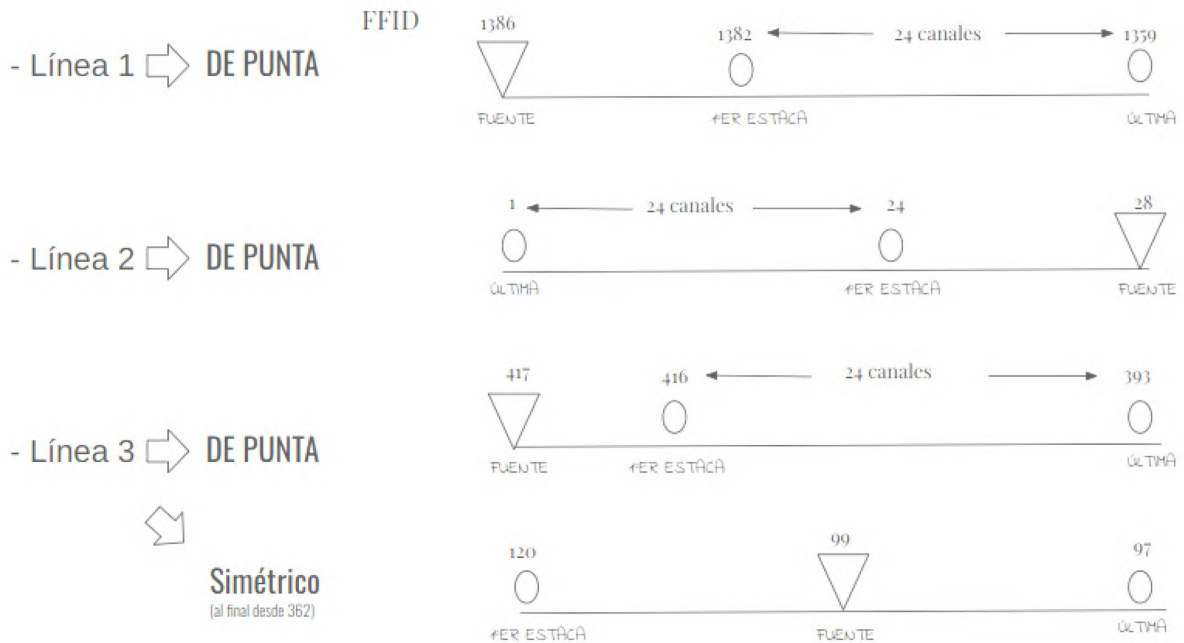 FFID
1386
1382
24 canales
1359
- Línea 1
DE PUNTA
FUENTE
1ER ESTACA
ÚLTIMA
1
24 canales
24
28
- Línea 2
DE PUNTA
ÚLTIMA
1ER ESTACA
FUENTE
417
416
24 canales
393
- Línea 3
DE PUNTA
FUENTE
1ER ESTACA
ÚLTIMA
120
99
97
Simétrico
(al final desde 362)
1ER ESTACA
FUENTE
ÚLTIMA